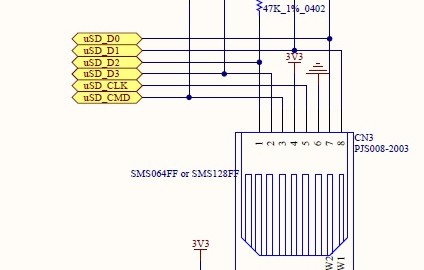 47K_1%_0402
uSD_D0
uSD_D1
uSD_D2
uSD_D3
uSD_CLK
uSD_CMD
3V3
1 2 3 4 5 6 7 8
CN3
PJS008-2003
SMS064FF or SMS128FF
3V3
W2
W1